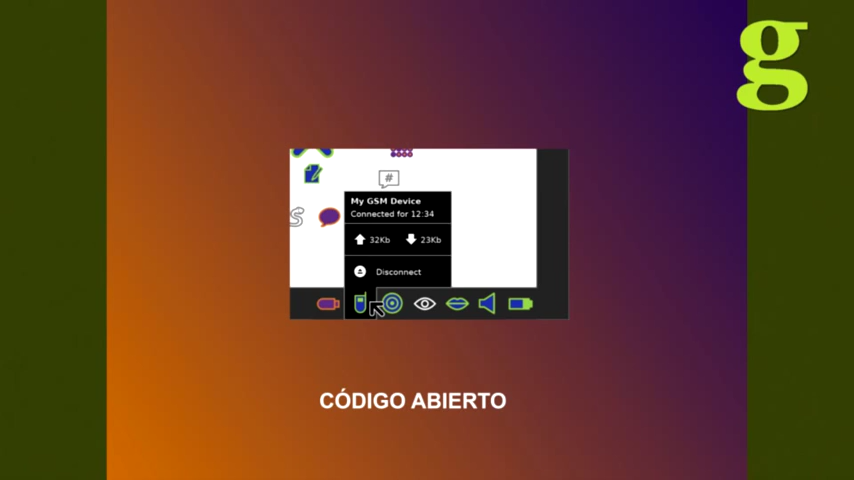 g
#
My GSM Device
Connected for 12:34
32Kb 23Kb
S
Disconnect
CÓDIGO ABIERTO